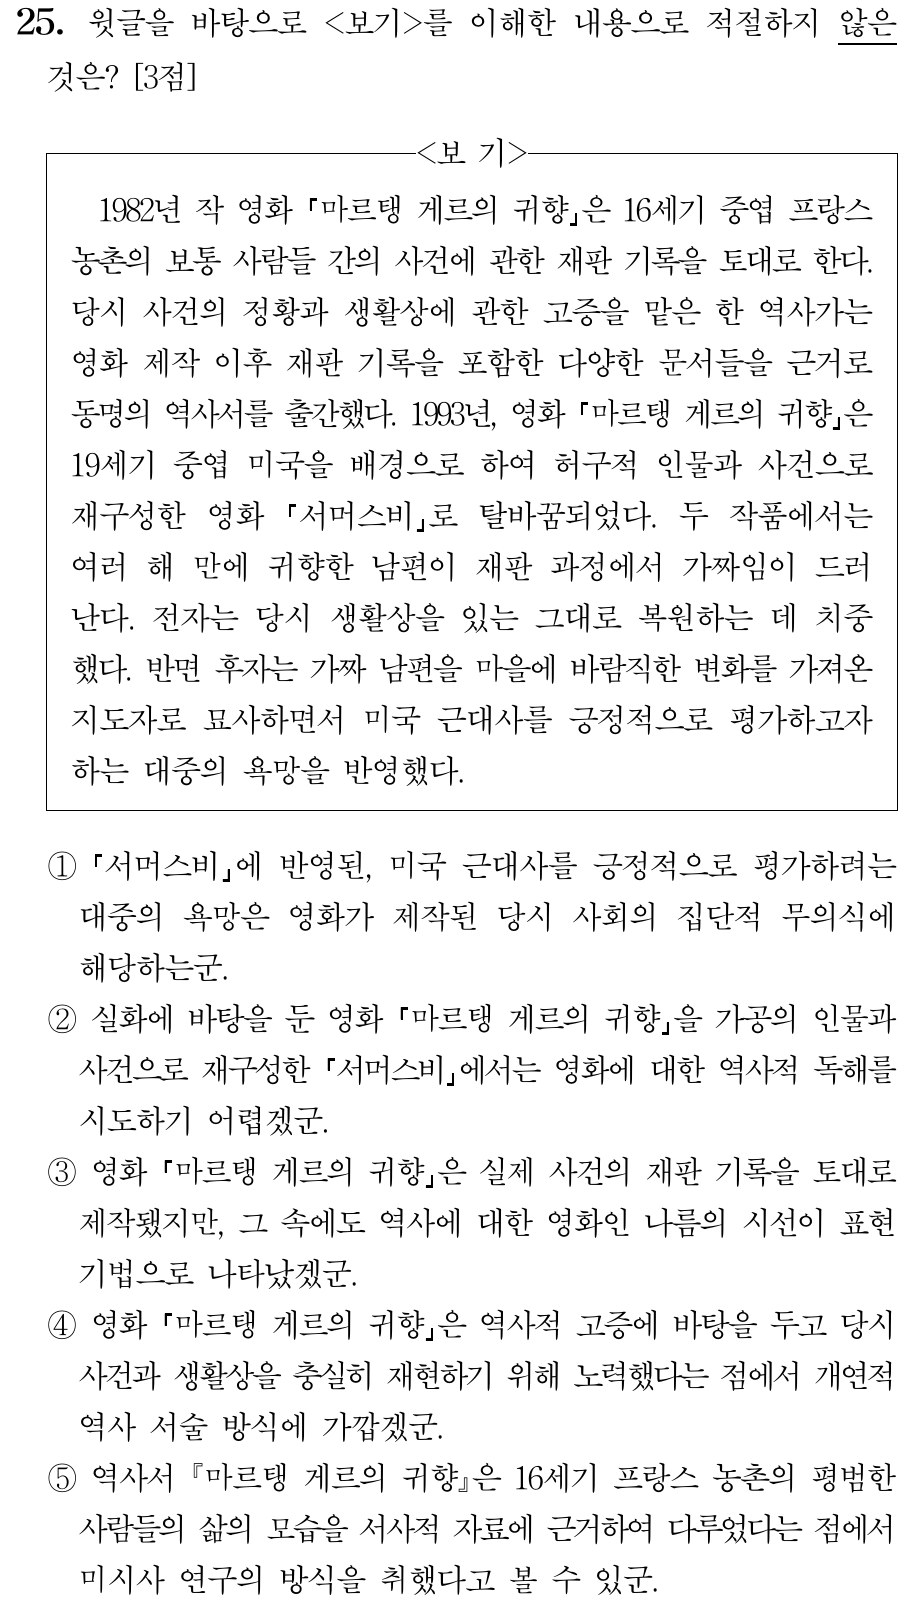 25. 윗글을 바탕으로 <보기>를 이해한 내용으로 적절하지 않은
것은? [3점]
<보 기>
1982년 작 영화 「마르탱 게르의 귀향」은 16세기 중엽 프랑스
농촌의 보통 사람들 간의 사건에 관한 재판 기록을 토대로 한다.
당시 사건의 정황과 생활상에 관한 고증을 맡은 한 역사가는
영화 제작 이후 재판 기록을 포함한 다양한 문서들을 근거로
동명의 역사서를 출간했다. 1993년, 영화 「마르탱 게르의 귀향」은
19세기 중엽 미국을 배경으로 하여 허구적 인물과 사건으로
재구성한 영화 「서머스비」로 탈바꿈되었다. 두 작품에서는
여러 해 만에 귀향한 남편이 재판 과정에서 가짜임이 드러
난다. 전자는 당시 생활상을 있는 그대로 복원하는 데 치중
했다. 반면 후자는 가짜 남편을 마을에 바람직한 변화를 가져온
지도자로 묘사하면서 미국 근대사를 긍정적으로 평가하고자
하는 대중의 욕망을 반영했다.
① 「서머스비」에 반영된, 미국 근대사를 긍정적으로 평가하려는
대중의 욕망은 영화가 제작된 당시 사회의 집단적 무의식에
해당하는군.
② 실화에 바탕을 둔 영화 「마르탱 게르의 귀향」을 가공의 인물과
사건으로 재구성한 「서머스비」에서는 영화에 대한 역사적 독해를
시도하기 어렵겠군.
③ 영화 「마르탱 게르의 귀향」은 실제 사건의 재판 기록을 토대로
제작됐지만, 그 속에도 역사에 대한 영화인 나름의 시선이 표현
기법으로 나타났겠군.
④ 영화 「마르탱 게르의 귀향」은 역사적 고증에 바탕을 두고 당시
사건과 생활상을 충실히 재현하기 위해 노력했다는 점에서 개연적
역사 서술 방식에 가깝겠군.
⑤ 역사서 『마르탱 게르의 귀향』은 16세기 프랑스 농촌의 평범한
사람들의 삶의 모습을 서사적 자료에 근거하여 다루었다는 점에서
미시사 연구의 방식을 취했다고 볼 수 있군.